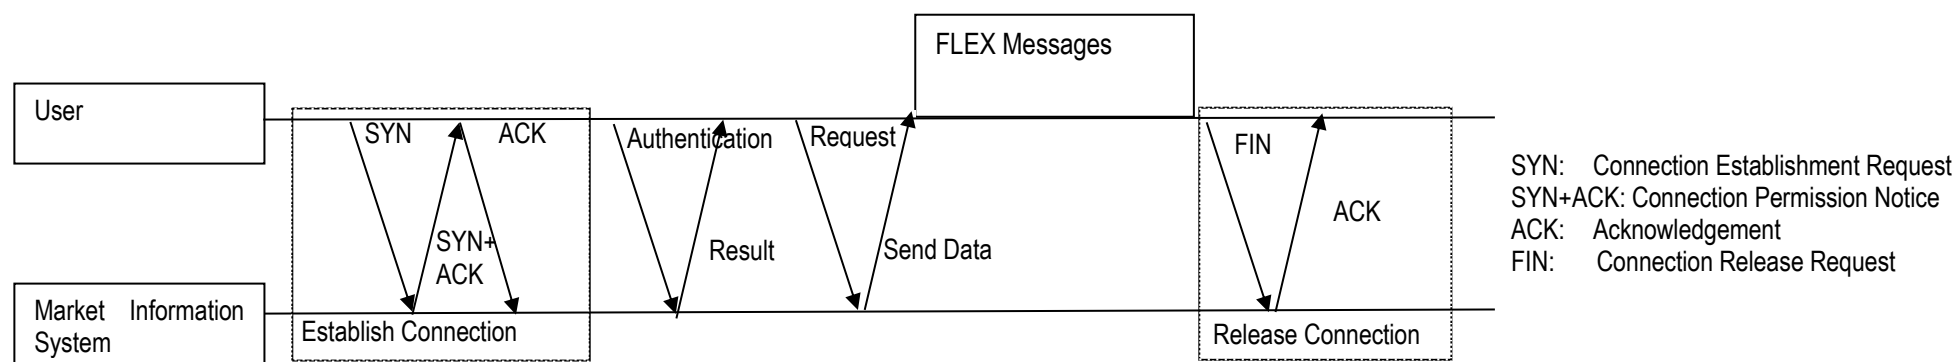 FLEX Messages
User
SYN
ACK
Authentication
Request
FIN
SYN+
ACK
Result
Send Data
ACK
SYN: Connection Establishment Request
SYN+ACK: Connection Permission Notice
ACK: Acknowledgement
FIN: Connection Release Request
Market Information
System
Establish Connection
Release Connection